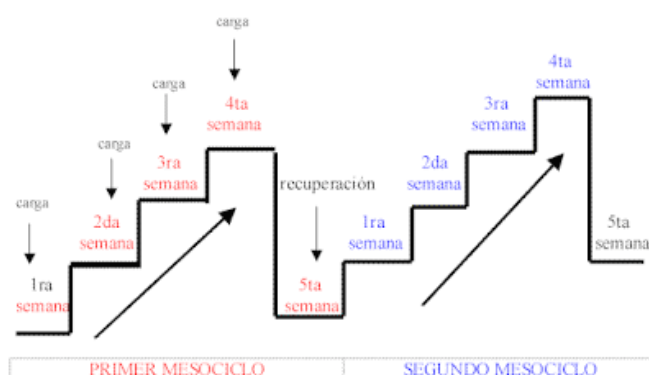 carga
carga
carga
carga
1ra
semana
2da
semana
3ra
semana
4ta
semana
recuperación
5ta
semana
1ra
semana
2da
semana
3ra
semana
4ta
semana
5ta
semana
PRIMER MESOCICLO
SEGUNDO MESOCICLO